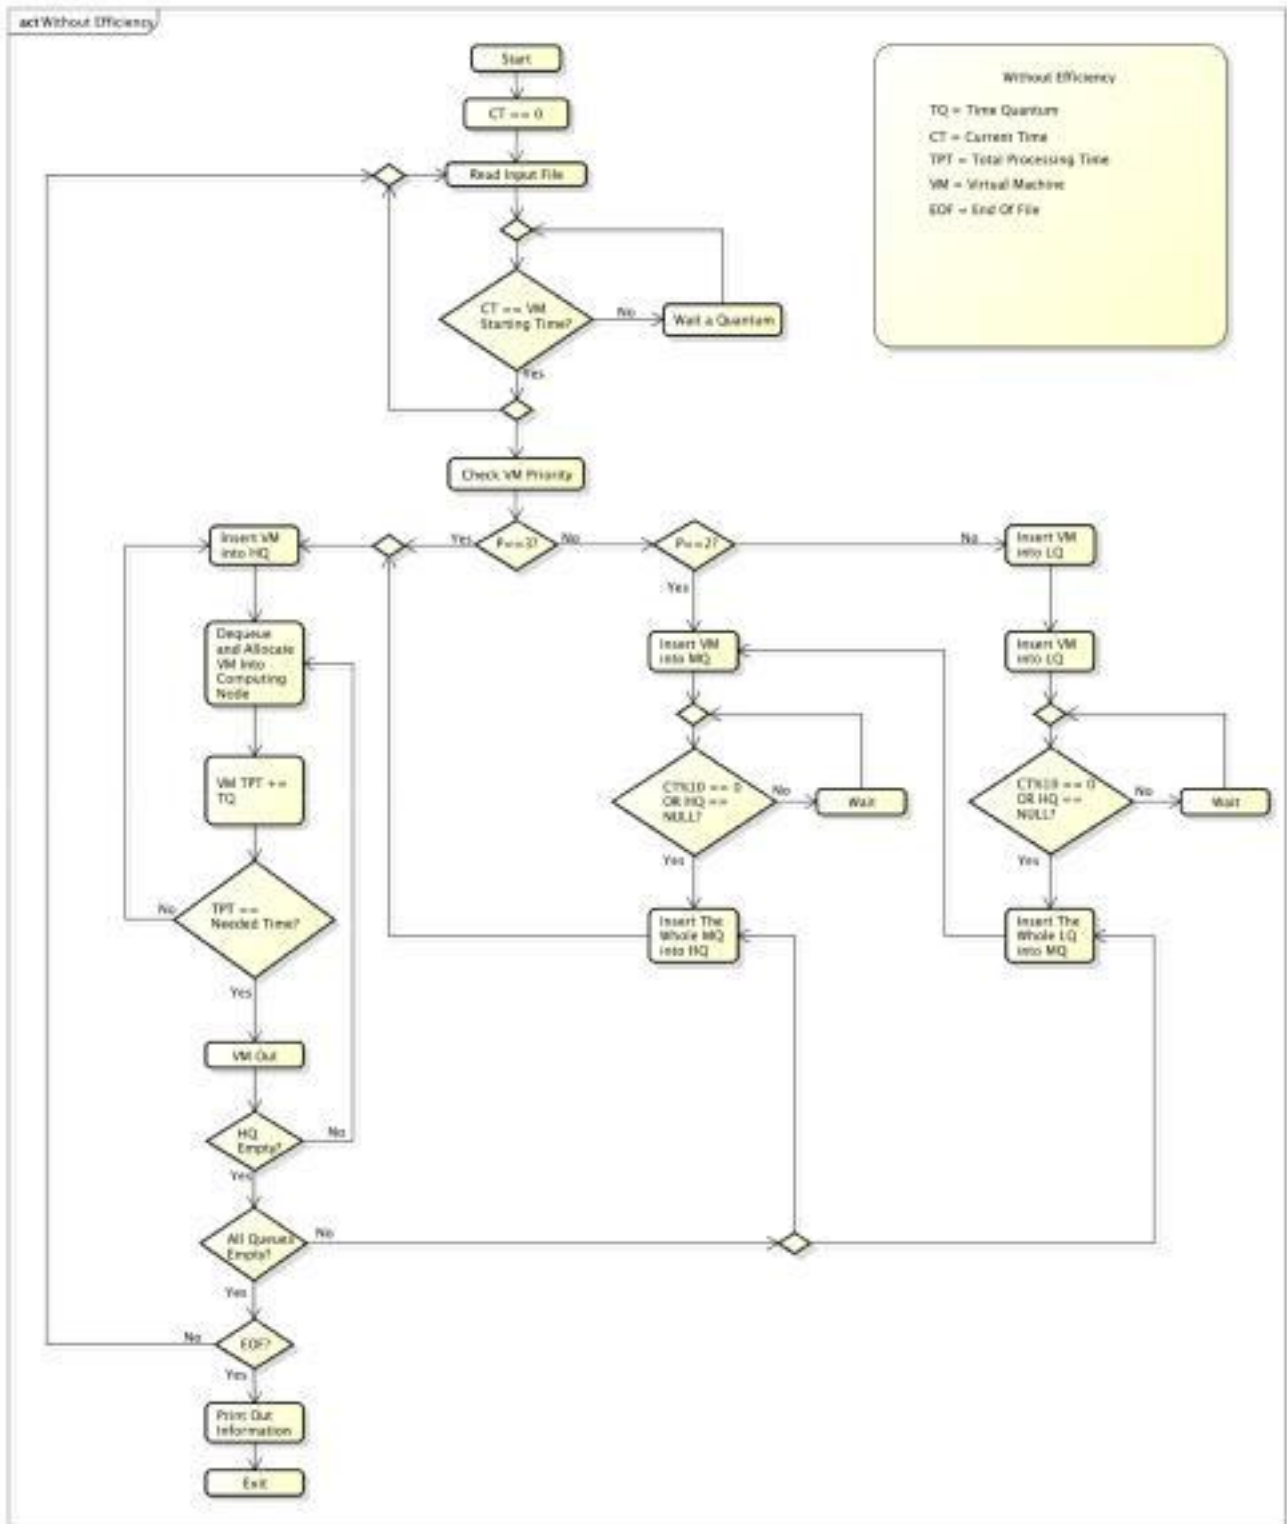 act Without Efficiency
Start
Without Efficiency
TQ = Time Quantum
CT = Current Time
TPT = Total Processing Time
VM = Virtual Machine
EOF = End Of File
CT == 0
Read Input File
CT == VM
Starting Time?
No
Wait a Quantum
Yes
Check VM Priority
Insert VM
into HQ
Yes
P==3?
No
P==2?
No
Insert VM
into LQ
Yes
Dequeue
and Allocate
VM Into
Computing
Node
Insert VM
into MQ
Insert VM
into LQ
VM TPT +=
TQ
CT%10 == 0
OR HQ ==
NULL?
No
Wait
CT%10 == 0
OR HQ ==
NULL?
No
Wait
Yes
Yes
No
TPT ==
Needed Time?
Insert The
Whole MQ
into HQ
Insert The
Whole LQ
into MQ
Yes
VM Out
HQ
Empty?
No
Yes
All Queues
Empty?
No
Yes
No
EOF?
Yes
Print Out
Information
Exit